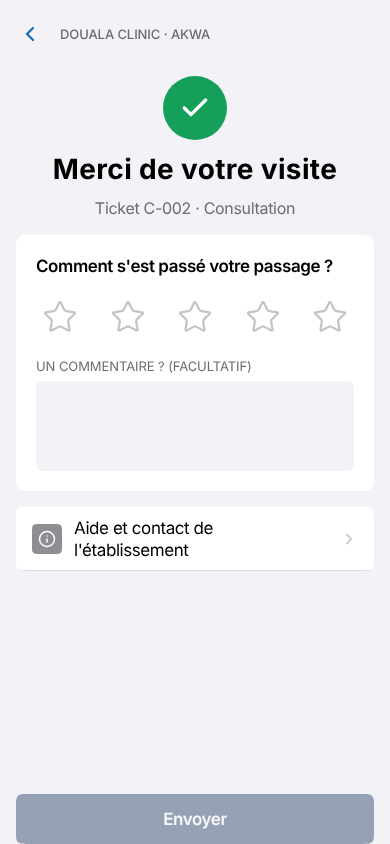 DOUALA CLINIC · AKWA
Merci de votre visite
Ticket C-002 · Consultation
Comment s'est passé votre passage ?
UN COMMENTAIRE ? (FACULTATIF)
Aide et contact de
l'établissement
Envoyer